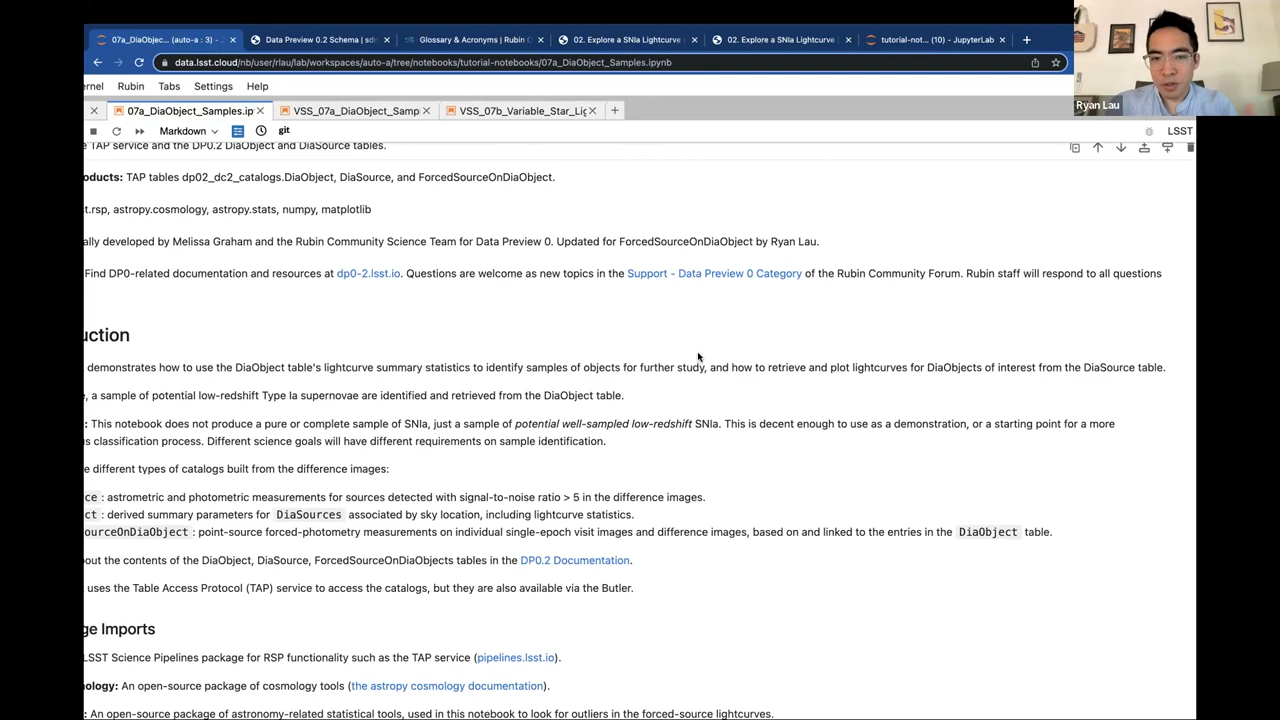 07a_DiaObjec... (auto-a : 3) -
Data Preview 0.2 Schema | sd
Glossary & Acronyms | Rubin
02. Explore a SNIa Lightcurve
02. Explore a SNIa Lightcurve
tutorial-not... (10) - JupyterLab
data.lsst.cloud/nb/user/rlau/lab/workspaces/auto-a/tree/notebooks/tutorial-notebooks/07a_DiaObject_Samples.ipynb
Ryan Lau
ernel Run Tabs Settings Help
07a_DiaObject_Samples.ip
VSS_07a_DiaObject_Samp
VSS_07b_Variable_Star_Lig
Markdown git LSST
e TAP service and the DP0.2 DiaObject and DiaSource tables.
oducts: TAP tables dp02_dc2_catalogs.DiaObject, DiaSource, and ForcedSourceOnDiaObject.
t.rsp, astropy.cosmology, astropy.stats, numpy, matplotlib
ally developed by Melissa Graham and the Rubin Community Science Team for Data Preview 0. Updated for ForcedSourceOnDiaObject by Ryan Lau.
Find DP0-related documentation and resources at dp0-2.lsst.io. Questions are welcome as new topics in the Support - Data Preview 0 Category of the Rubin Community Forum. Rubin staff will respond to all questions
uction
demonstrates how to use the DiaObject table's lightcurve summary statistics to identify samples of objects for further study, and how to retrieve and plot lightcurves for DiaObjects of interest from the DiaSource table.
, a sample of potential low-redshift Type Ia supernovae are identified and retrieved from the DiaObject table.
: This notebook does not produce a pure or complete sample of SNIa, just a sample of potential well-sampled low-redshift SNIa. This is decent enough to use as a demonstration, or a starting point for a more
s classification process. Different science goals will have different requirements on sample identification.
e different types of catalogs built from the difference images:
ce : astrometric and photometric measurements for sources detected with signal-to-noise ratio > 5 in the difference images.
ct : derived summary parameters for DiaSources associated by sky location, including lightcurve statistics.
ourceOnDiaObject : point-source forced-photometry measurements on individual single-epoch visit images and difference images, based on and linked to the entries in the DiaObject table.
out the contents of the DiaObject, DiaSource, ForcedSourceOnDiaObjects tables in the DP0.2 Documentation.
uses the Table Access Protocol (TAP) service to access the catalogs, but they are also available via the Butler.
ge Imports
LSST Science Pipelines package for RSP functionality such as the TAP service (pipelines.lsst.io).
nology: An open-source package of cosmology tools (the astropy cosmology documentation).
: An open-source package of astronomy-related statistical tools, used in this notebook to look for outliers in the forced-source lightcurves.